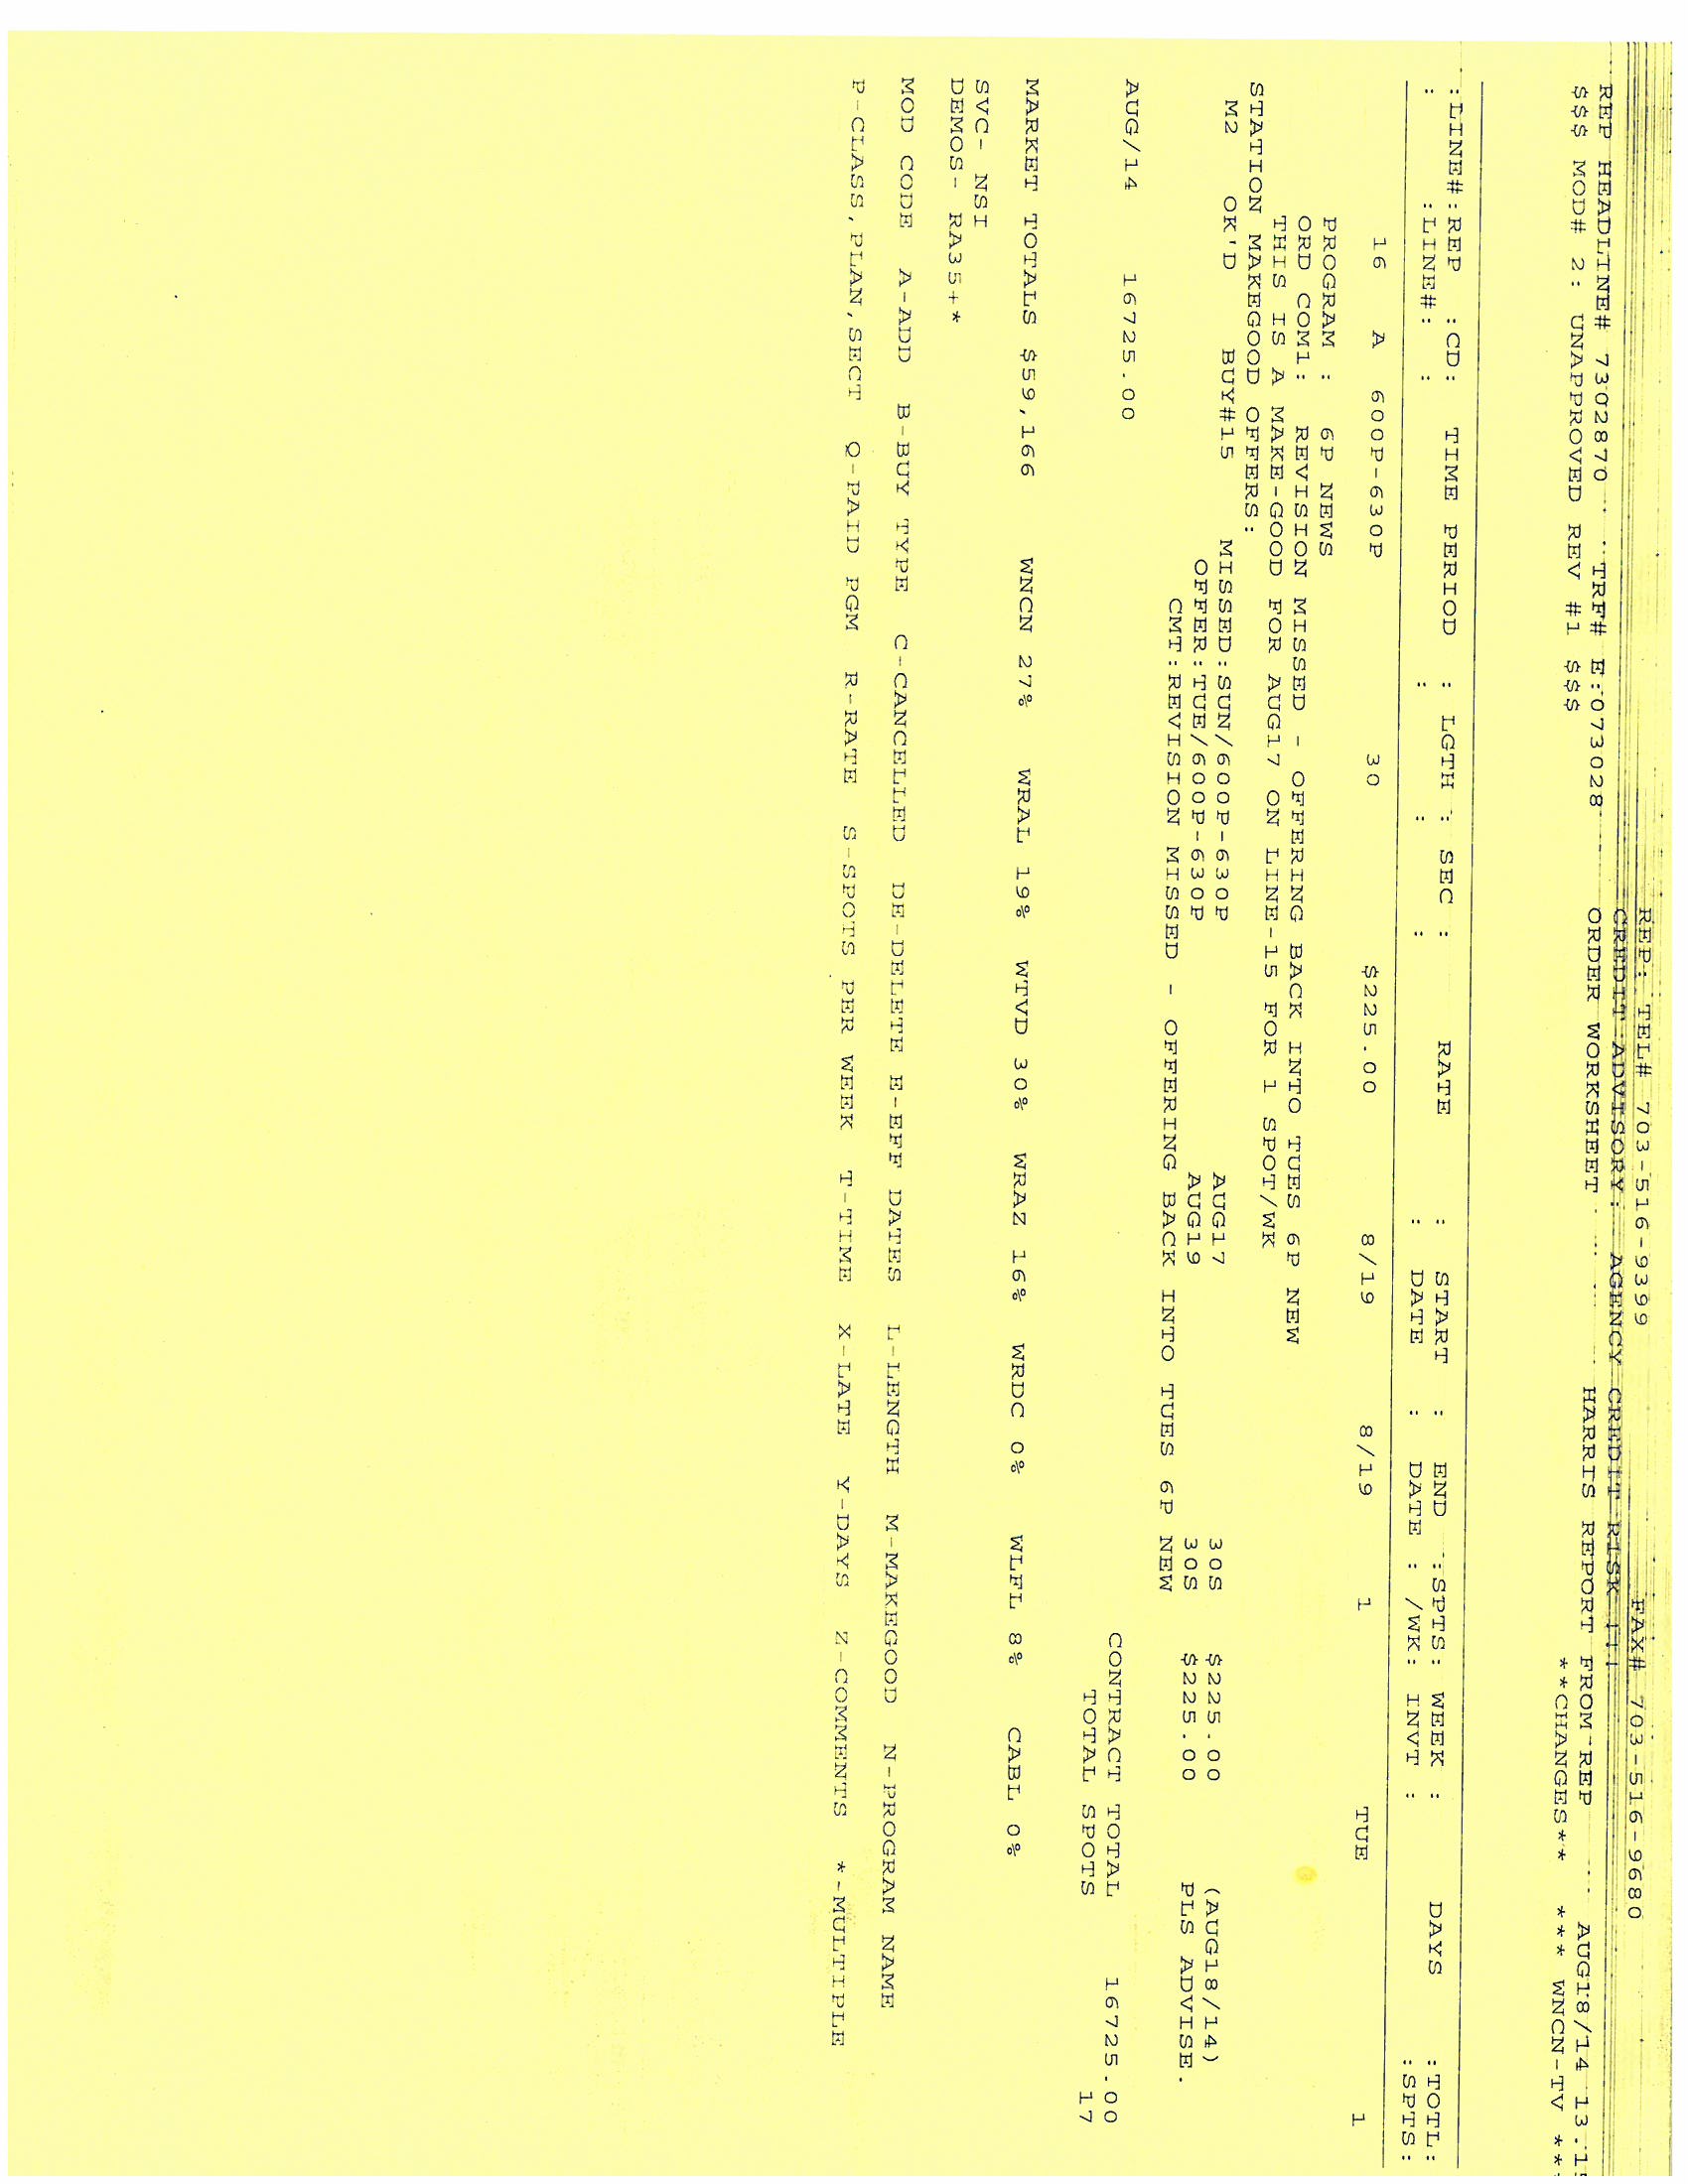 REP: TEL# 703-516-9399 FAX# 703-516-9680
CREDIT ADVISORY: AGENCY CREDIT RISK !!!
REP HEADLINE# 7302870 TRF# E:073028 ORDER WORKSHEET HARRIS REPORT FROM REP AUG18/14 13.15
$$$ MOD# 2: UNAPPROVED REV #1 $$$ **CHANGES** *** WNCN-TV ***
:LINE#:REP :CD: TIME PERIOD : LGTH : SEC : RATE : START : END :SPTS: WEEK : DAYS :TOTL:
: :LINE#: : : : : : DATE : DATE : /WK: INVT : :SPTS:
16 A 600P-630P 30 $225.00 8/19 8/19 1 TUE 1
PROGRAM : 6P NEWS
ORD COM1: REVISION MISSED - OFFERING BACK INTO TUES 6P NEW
THIS IS A MAKE-GOOD FOR AUG17 ON LINE-15 FOR 1 SPOT/WK
STATION MAKEGOOD OFFERS:
M2 OK'D BUY#15 MISSED:SUN/600P-630P AUG17 30S $225.00 (AUG18/14)
OFFER:TUE/600P-630P AUG19 30S $225.00 PLS ADVISE.
CMT:REVISION MISSED - OFFERING BACK INTO TUES 6P NEW
AUG/14 16725.00 CONTRACT TOTAL 16725.00
TOTAL SPOTS 17
MARKET TOTALS $59,166 WNCN 27% WRAL 19% WTVD 30% WRAZ 16% WRDC 0% WLFL 8% CABL 0%
SVC- NSI
DEMOS- RA35+*
MOD CODE A-ADD B-BUY TYPE C-CANCELLED DE-DELETE E-EFF DATES L-LENGTH M-MAKEGOOD N-PROGRAM NAME
P-CLASS,PLAN,SECT Q-PAID PGM R-RATE S-SPOTS PER WEEK T-TIME X-LATE Y-DAYS Z-COMMENTS *-MULTIPLE